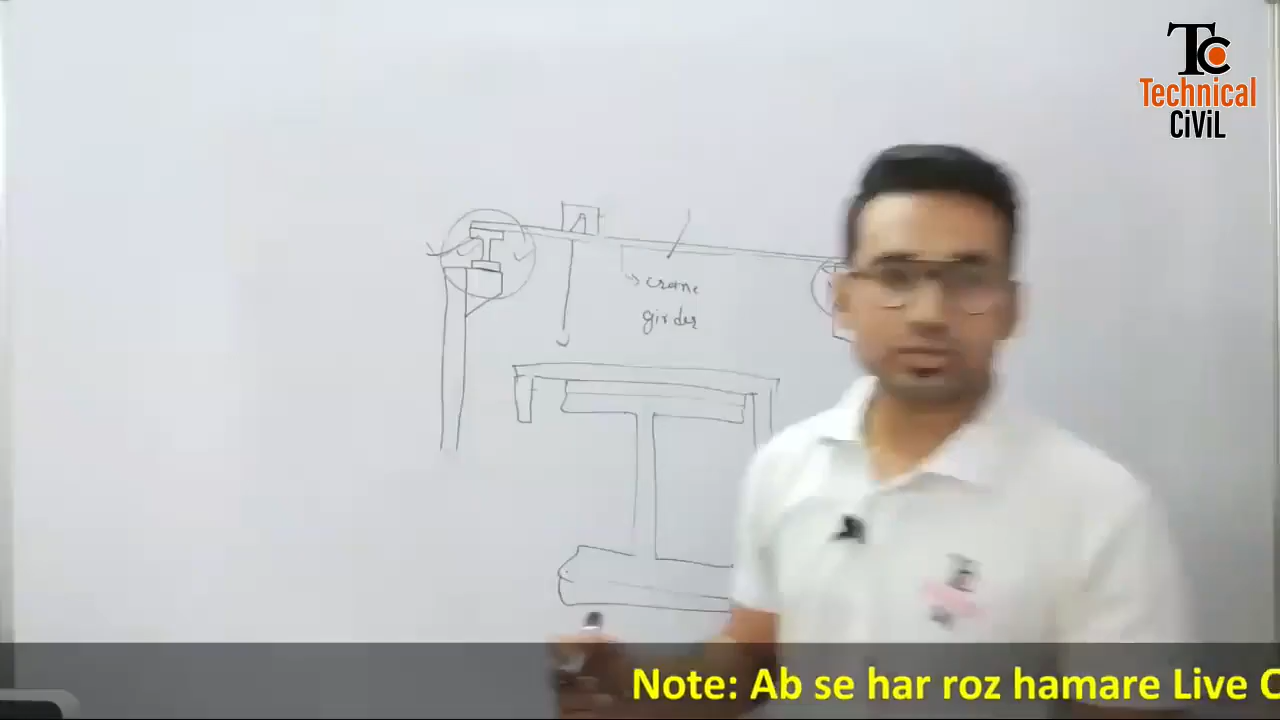 TC
Technical
CiViL
crane
girder
Note: Ab se har roz hamare Live C